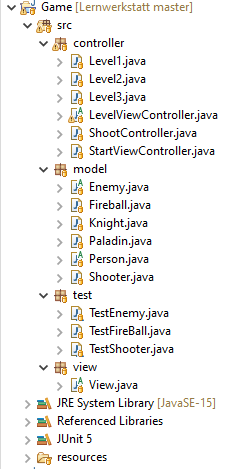 Game [Lernwerkstatt master]
src
controller
Level1.java
Level2.java
Level3.java
LevelViewController.java
ShootController.java
StartViewController.java
model
Enemy.java
Fireball.java
Knight.java
Paladin.java
Person.java
Shooter.java
test
TestEnemy.java
TestFireBall.java
TestShooter.java
view
View.java
JRE System Library [JavaSE-15]
Referenced Libraries
JUnit 5
resources